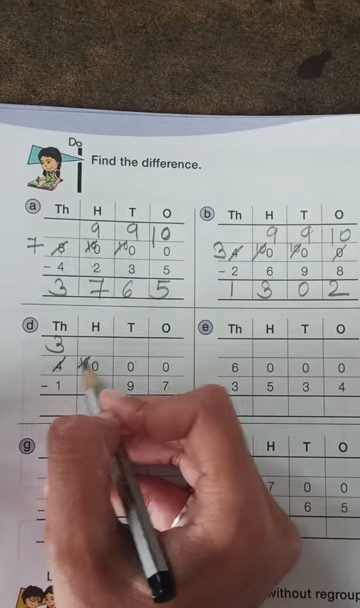 Do
Find the difference.
a Th H T O
9 9 10
7 8 10 0 10 0 0
- 4 2 3 5
3 7 6 5
b Th H T O
9 9 10
3 4 10 0 10 0 0
- 2 6 9 8
1 3 0 2
d Th H T O
3
4 10 0 0 0
- 1 9 7
e Th H T O
6 0 0 0
- 3 5 3 4
g
H T O
7 0 0
6 5
without regroup